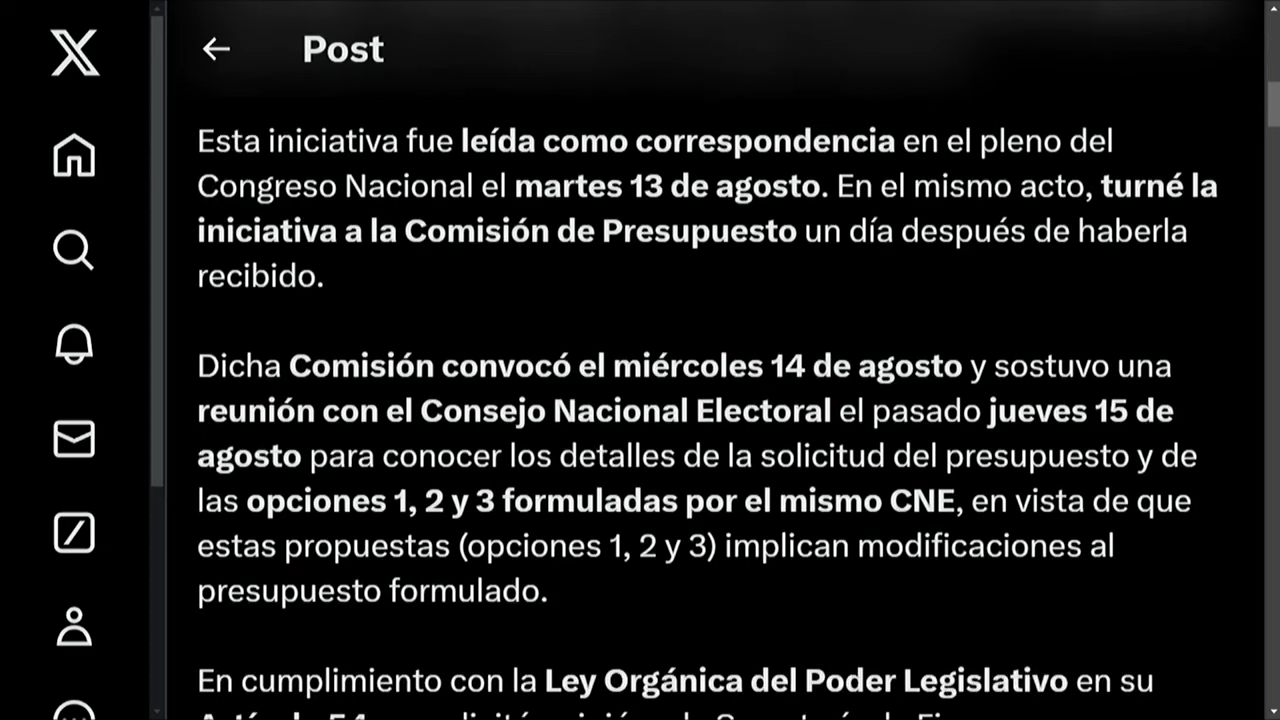 Post
Esta iniciativa fue leída como correspondencia en el pleno del
Congreso Nacional el martes 13 de agosto. En el mismo acto, turné la
iniciativa a la Comisión de Presupuesto un día después de haberla
recibido.
Dicha Comisión convocó el miércoles 14 de agosto y sostuvo una
reunión con el Consejo Nacional Electoral el pasado jueves 15 de
agosto para conocer los detalles de la solicitud del presupuesto y de
las opciones 1, 2 y 3 formuladas por el mismo CNE, en vista de que
estas propuestas (opciones 1, 2 y 3) implican modificaciones al
presupuesto formulado.
En cumplimiento con la Ley Orgánica del Poder Legislativo en su